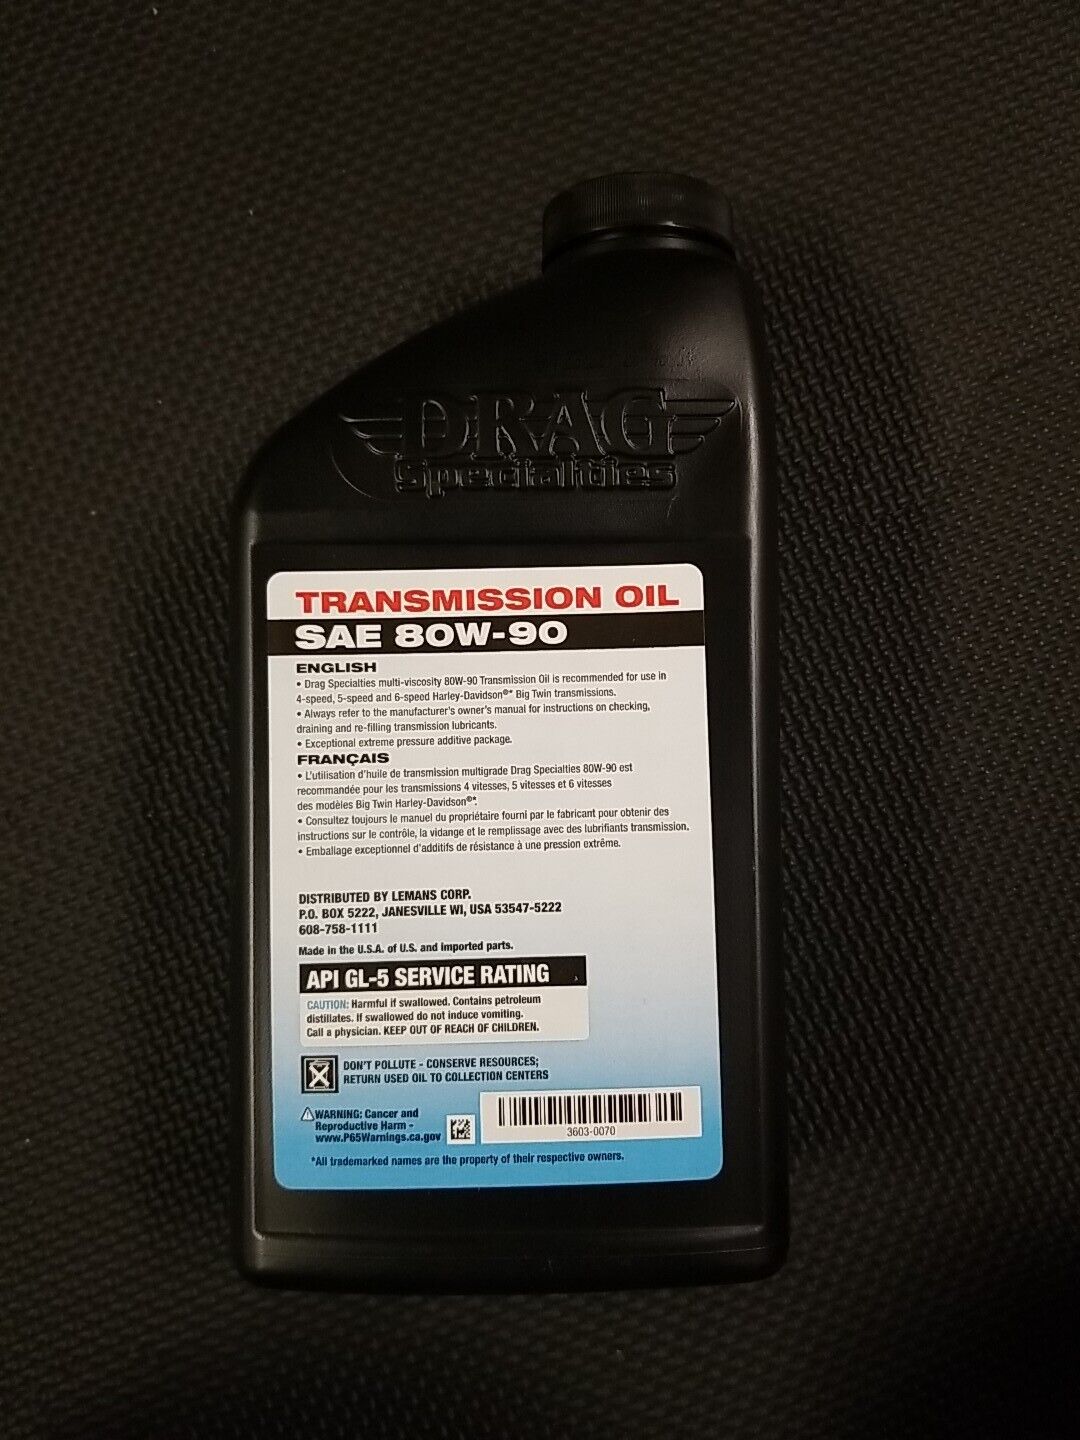 DRAG
Specialties
TRANSMISSION OIL
SAE 80W-90
ENGLISH
• Drag Specialties multi-viscosity 80W-90 Transmission Oil is recommended for use in
4-speed, 5-speed and 6-speed Harley-Davidson®* Big Twin transmissions.
• Always refer to the manufacturer's owner's manual for instructions on checking,
draining and re-filling transmission lubricants.
• Exceptional extreme pressure additive package.
FRANÇAIS
• L'utilisation d'huile de transmission multigrade Drag Specialties 80W-90 est
recommandée pour les transmissions 4 vitesses, 5 vitesses et 6 vitesses
des modèles Big Twin Harley-Davidson®*.
• Consultez toujours le manuel du propriétaire fourni par le fabricant pour obtenir des
instructions sur le contrôle, la vidange et le remplissage avec des lubrifiants transmission.
• Emballage exceptionnel d'additifs de résistance à une pression extrême.
DISTRIBUTED BY LEMANS CORP.
P.O. BOX 5222, JANESVILLE WI, USA 53547-5222
608-758-1111
Made in the U.S.A. of U.S. and imported parts.
API GL-5 SERVICE RATING
CAUTION: Harmful if swallowed. Contains petroleum
distillates. If swallowed do not induce vomiting.
Call a physician. KEEP OUT OF REACH OF CHILDREN.
DON'T POLLUTE - CONSERVE RESOURCES;
RETURN USED OIL TO COLLECTION CENTERS
WARNING: Cancer and
Reproductive Harm -
www.P65Warnings.ca.gov
3603-0070
*All trademarked names are the property of their respective owners.